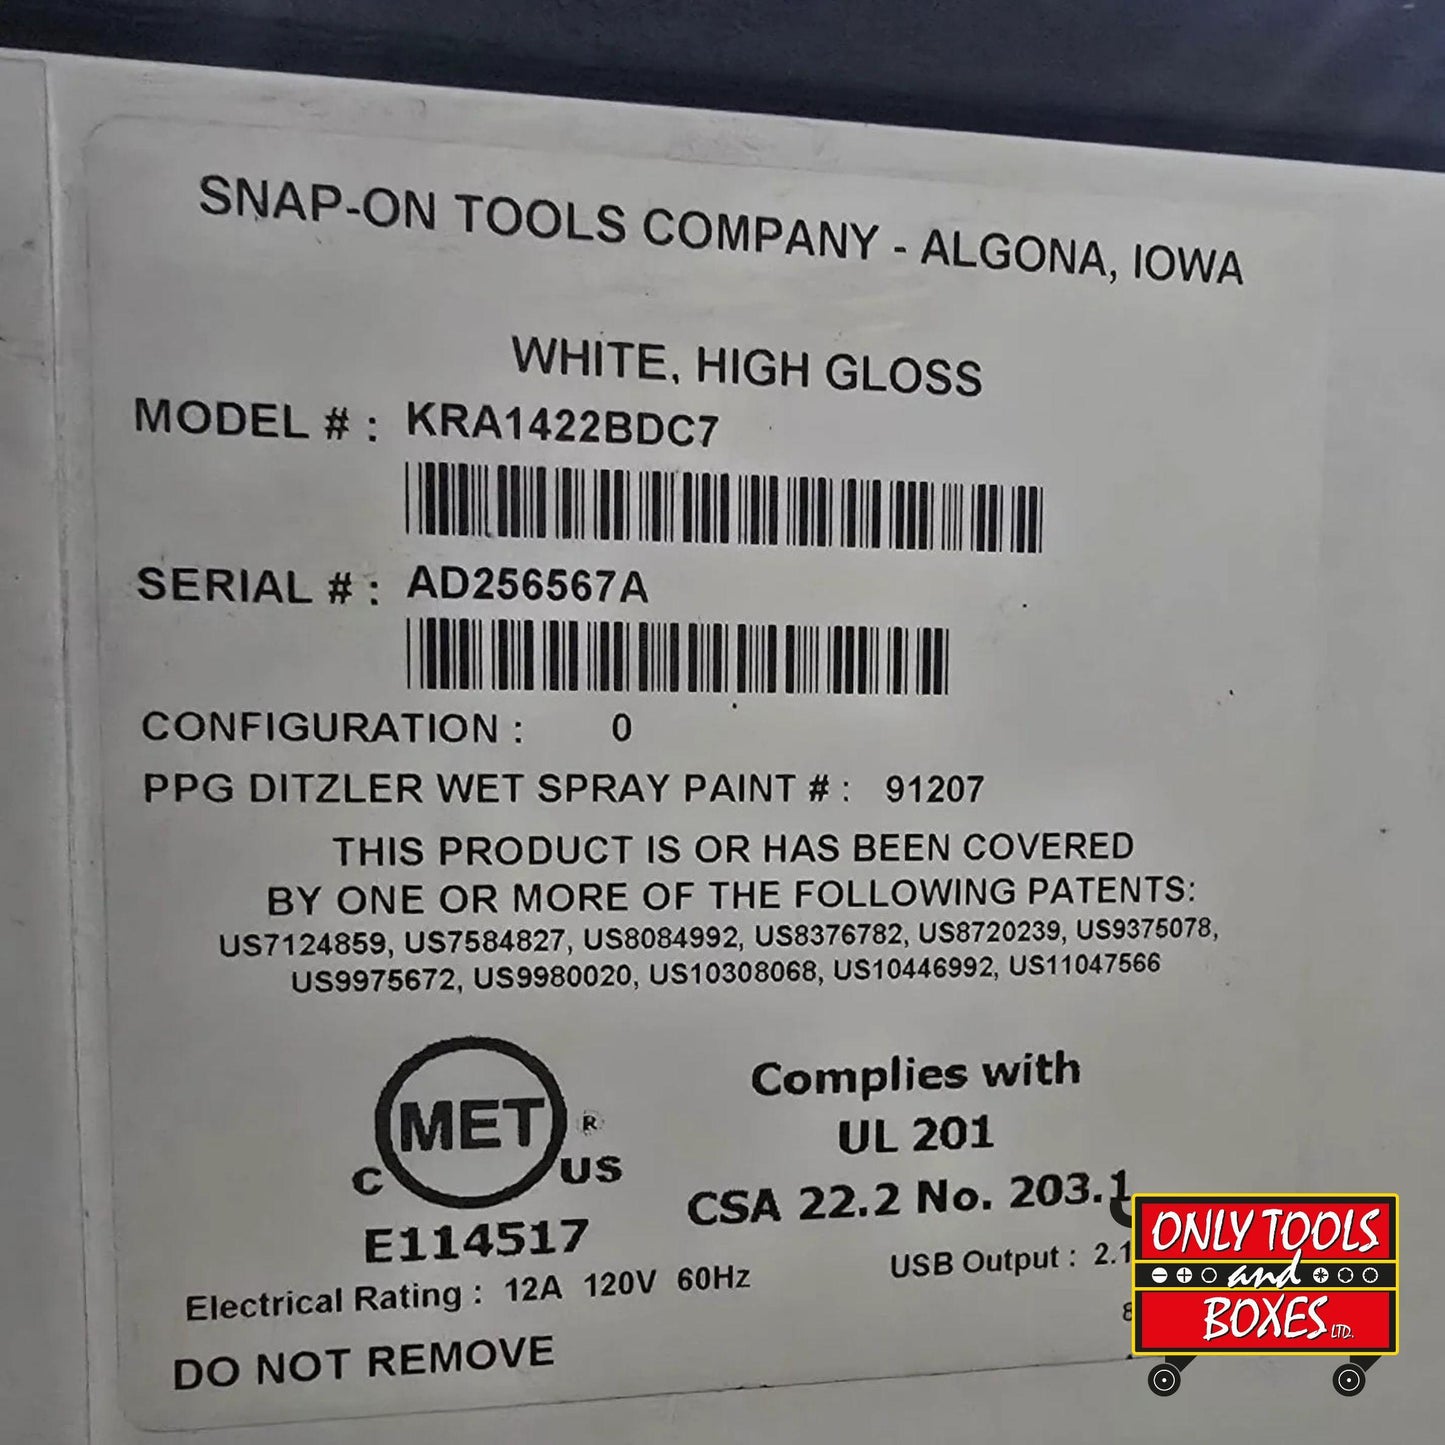 SNAP-ON TOOLS COMPANY - ALGONA, IOWA
WHITE, HIGH GLOSS
MODEL # : KRA1422BDC7
SERIAL # : AD256567A
CONFIGURATION : 0
PPG DITZLER WET SPRAY PAINT # : 91207
THIS PRODUCT IS OR HAS BEEN COVERED
BY ONE OR MORE OF THE FOLLOWING PATENTS:
US7124859, US7584827, US8084992, US8376782, US8720239, US9375078,
US9975672, US9980020, US10308068, US10446992, US11047566
C MET ® US
E114517
Complies with
UL 201
CSA 22.2 No. 203.1
Electrical Rating : 12A 120V 60Hz
USB Output : 2.1
DO NOT REMOVE
ONLY TOOLS
and
BOXES LTD.